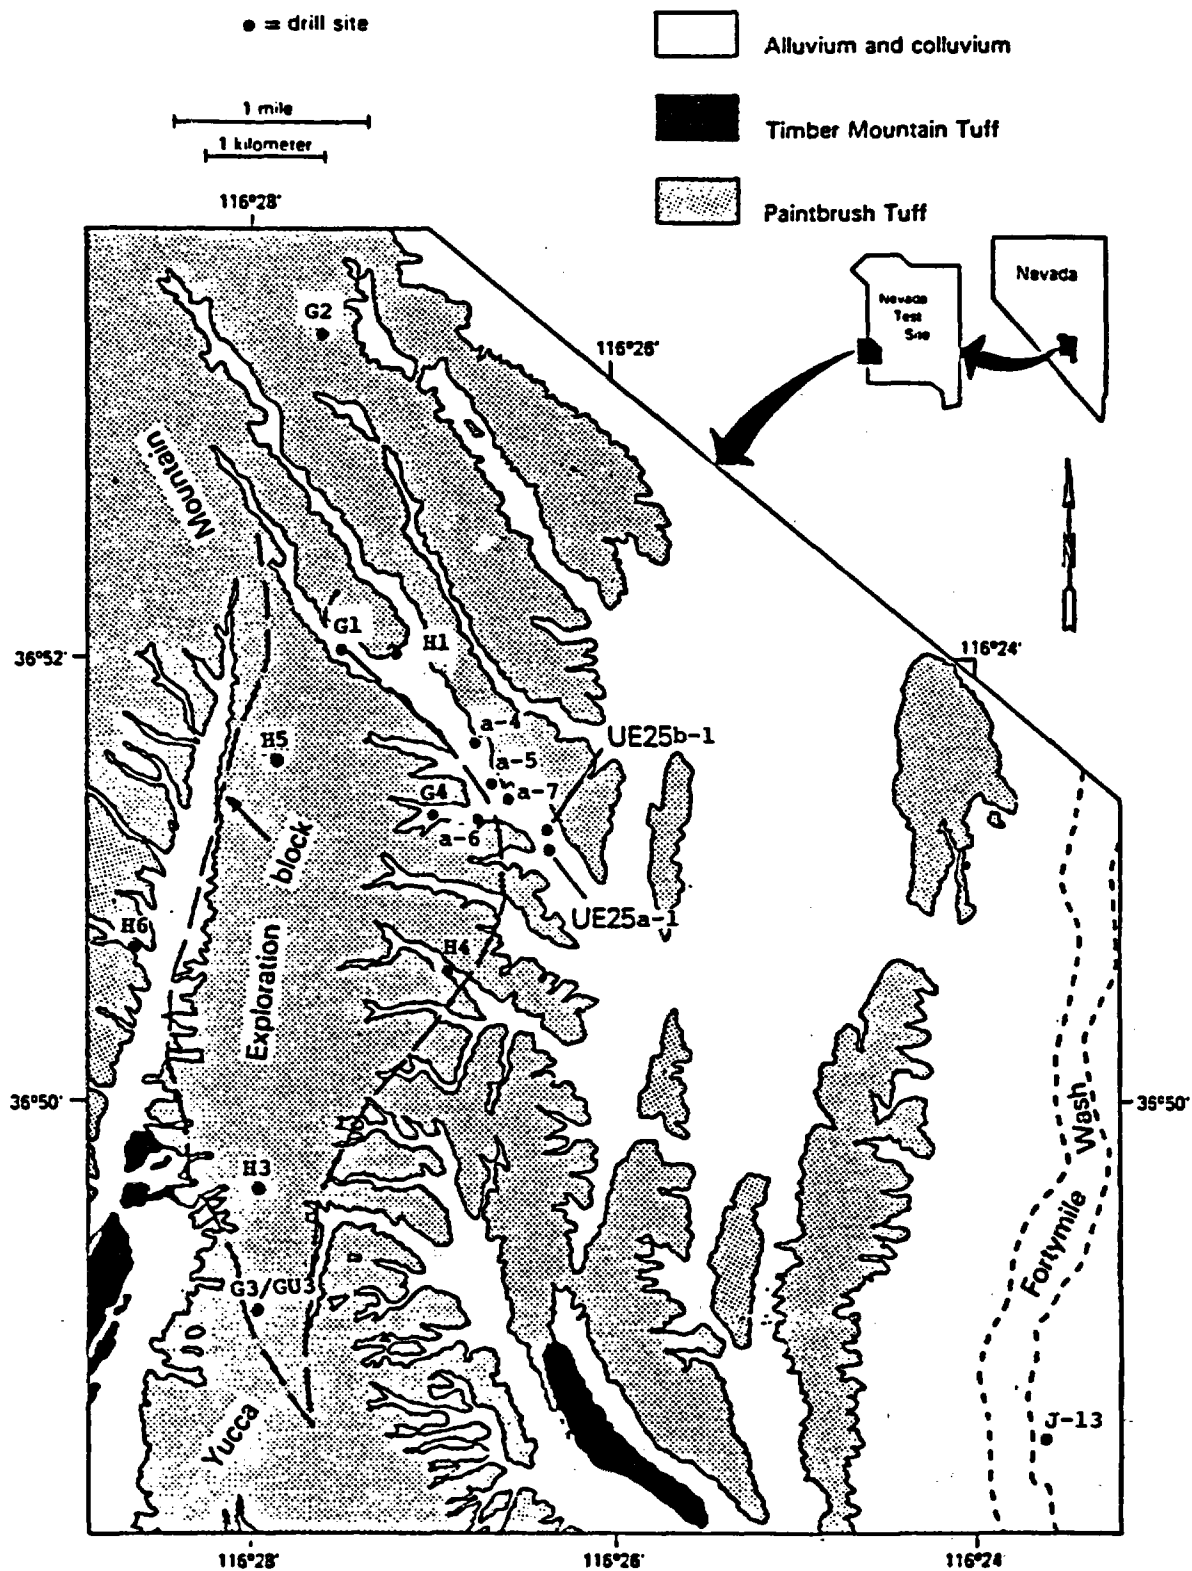 ● = drill site
Alluvium and colluvium
1 mile
Timber Mountain Tuff
1 kilometer
Paintbrush Tuff
116°28'
Nevada
Nevada
Test
Site
G2
116°26'
Mountain
N
G1
H1
36°52'
116°24'
a-4
UE25b-1
H5
a-5
a-7
G4
a-6
block
UE25a-1
H6
H4
Exploration
36°50'
36°50'
Wash
H3
Fortymile
G3/GU3
Yucca
J-13
116°28'
116°26'
116°24'